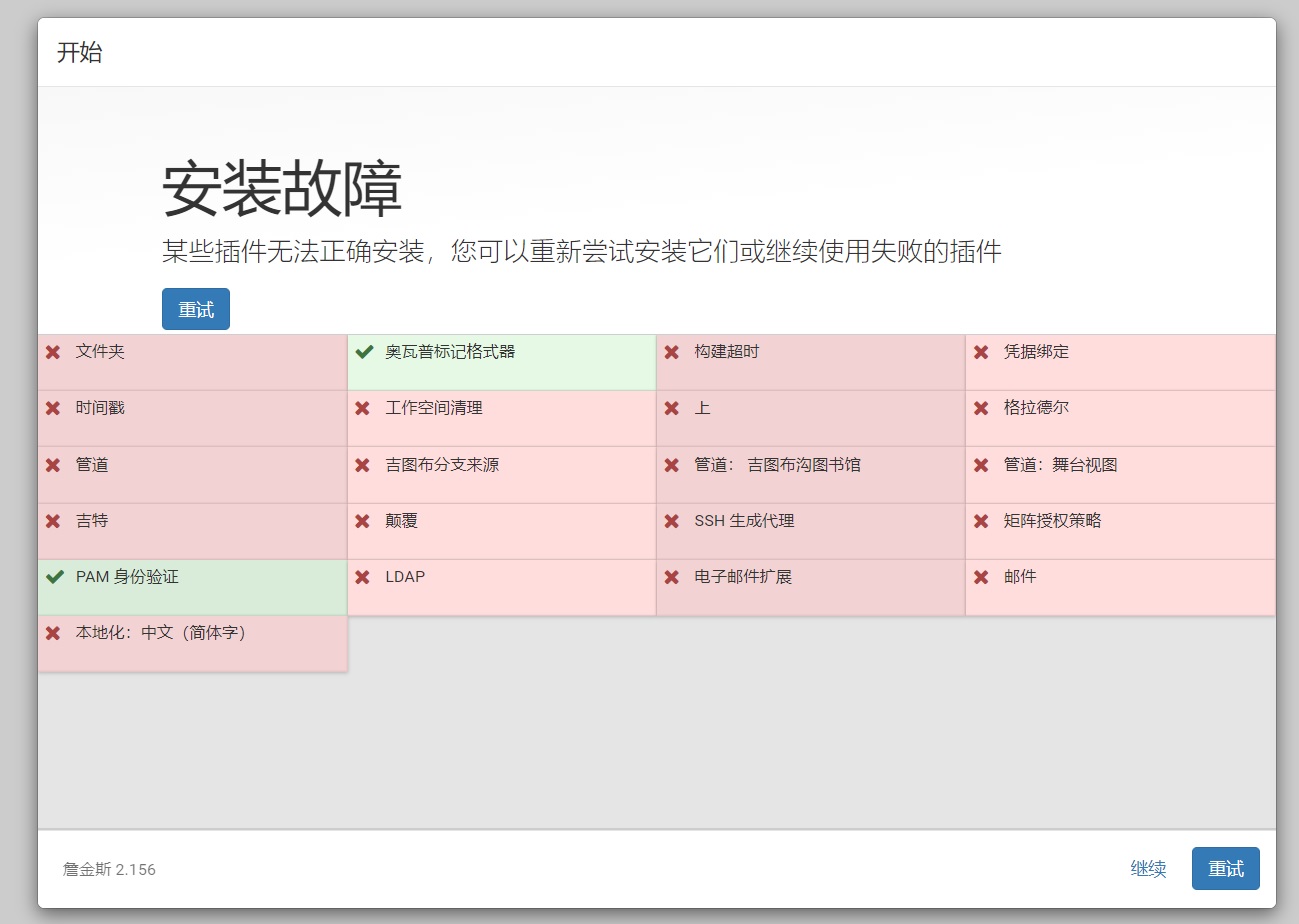 开始
安装故障
某些插件无法正确安装，您可以重新尝试安装它们或继续使用失败的插件
重试
文件夹
奥瓦普标记格式器
构建超时
凭据绑定
时间戳
工作空间清理
上
格拉德尔
管道
吉图布分支来源
管道： 吉图布沟图书馆
管道：舞台视图
吉特
颠覆
SSH 生成代理
矩阵授权策略
PAM 身份验证
LDAP
电子邮件扩展
邮件
本地化：中文（简体字）
詹金斯 2.156
继续
重试